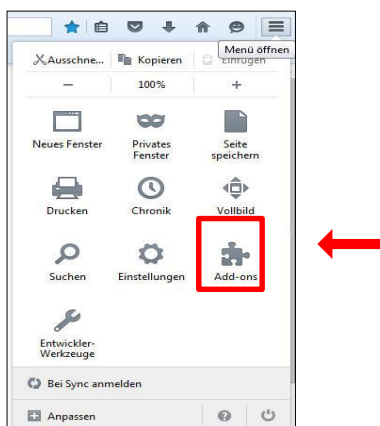 Menü öffnen
Ausschne... Kopieren Einfügen
− 100% +
Neues Fenster Privates Fenster Seite speichern
Drucken Chronik Vollbild
Suchen Einstellungen Add-ons
Entwickler-
Werkzeuge
Bei Sync anmelden
Anpassen